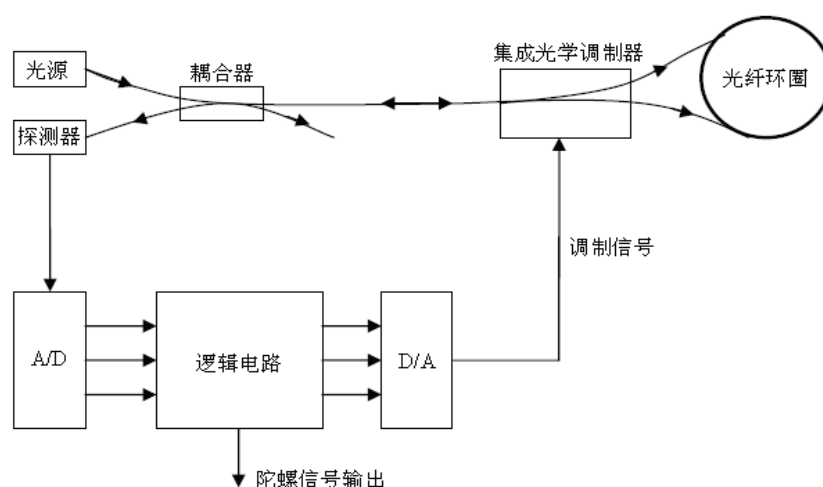 光源
耦合器
集成光学调制器
光纤环圈
探测器
调制信号
A/D
逻辑电路
D/A
陀螺信号输出